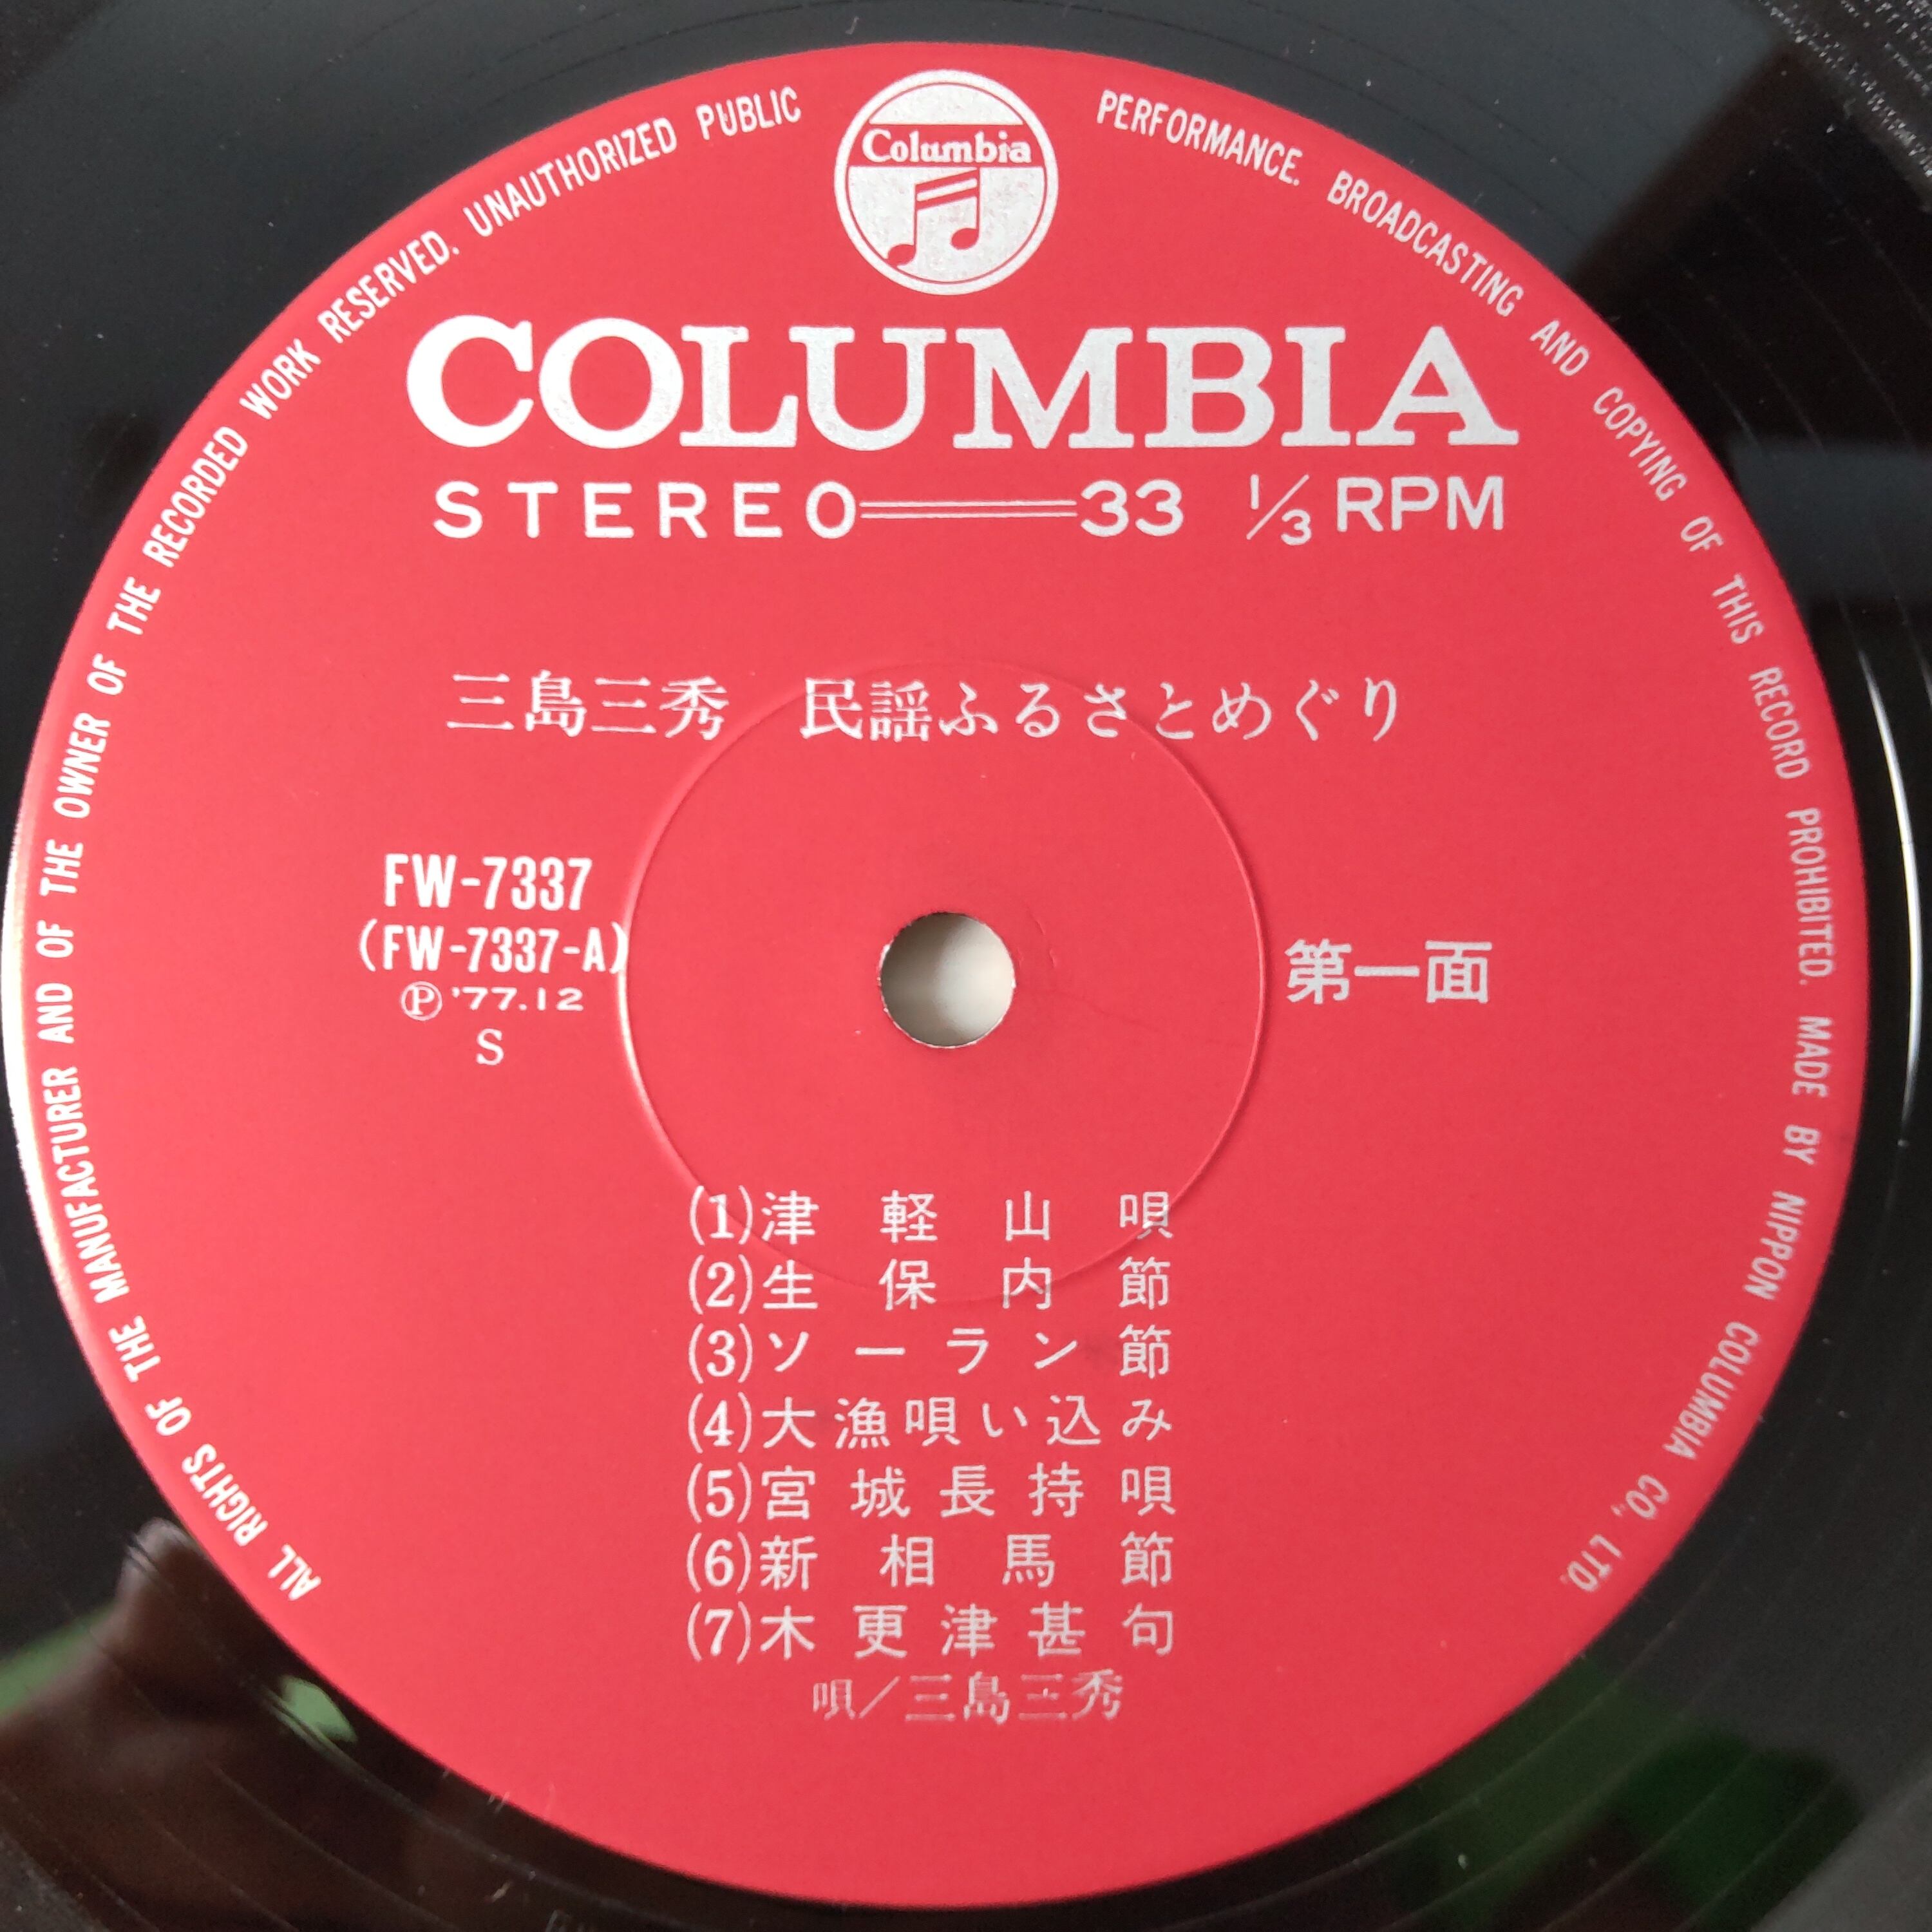 ALL RIGHTS OF THE MANUFACTURER AND OF THE OWNER OF THE RECORDED WORK RESERVED. UNAUTHORIZED PUBLIC PERFORMANCE. BROADCASTING AND COPYING OF THIS RECORD PROHIBITED. MADE BY NIPPON COLUMBIA CO., LTD.
Columbia
COLUMBIA
STEREO 33 1/3 RPM
三島三秀 民謡ふるさとめぐり
FW-7337
(FW-7337-A)
Ⓟ '77.12
S
第一面
(1)津軽山唄
(2)生保内節
(3)ソーラン節
(4)大漁唄い込み
(5)宮城長持唄
(6)新相馬節
(7)木更津甚句
唄／三島三秀